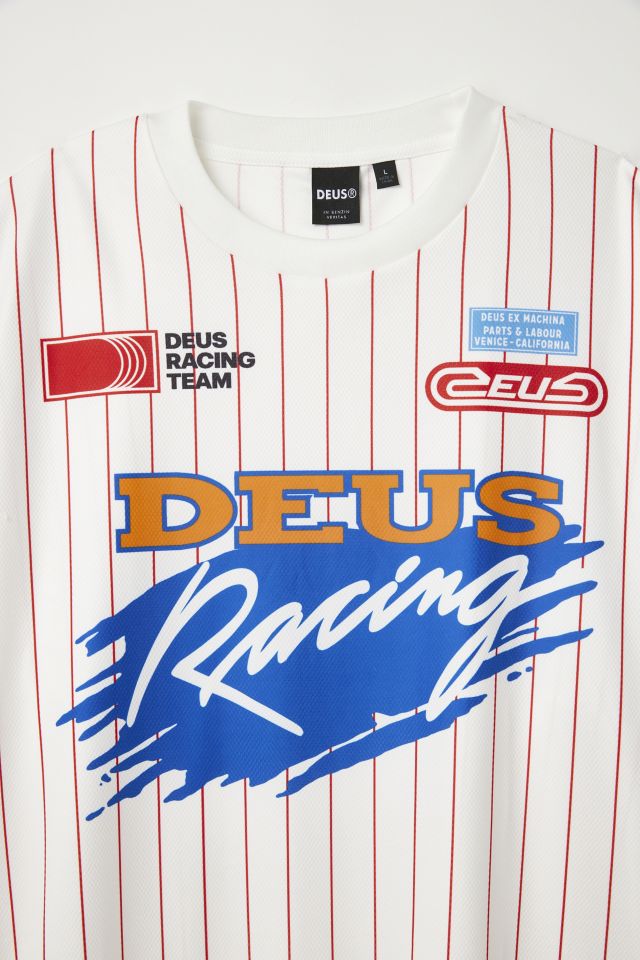 DEUS®
IN BENZIN
VERITAS
L
DEUS
RACING
TEAM
DEUS EX MACHINA
PARTS & LABOUR
VENICE - CALIFORNIA
DEUS
DEUS
Racing